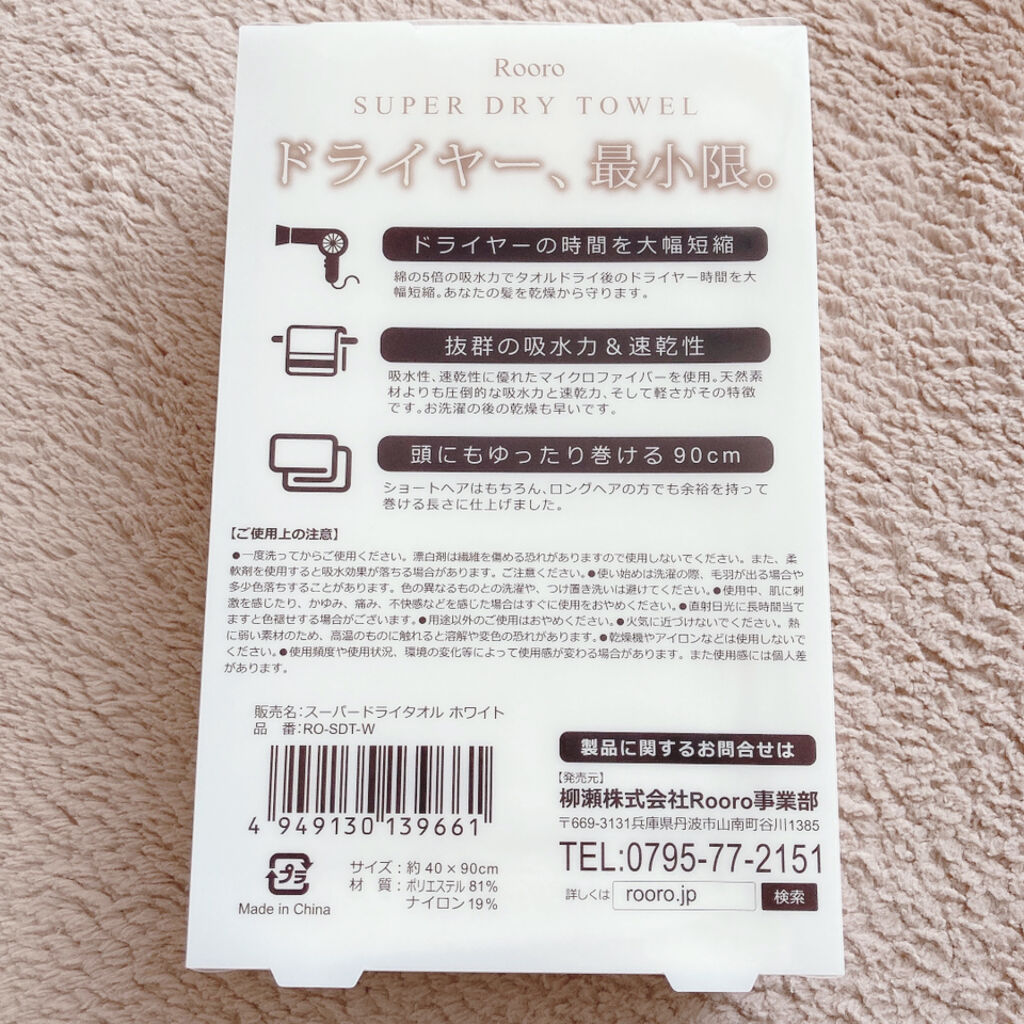 Rooro
SUPER DRY TOWEL
ドライヤー、最小限。
ドライヤーの時間を大幅短縮
綿の5倍の吸水力でタオルドライ後のドライヤー時間を大
幅短縮。あなたの髪を乾燥から守ります。
抜群の吸水力＆速乾性
吸水性、速乾性に優れたマイクロファイバーを使用。天然素
材よりも圧倒的な吸水力と速乾力、そして軽さがその特徴
です。お洗濯の後の乾燥も早いです。
頭にもゆったり巻ける90cm
ショートヘアはもちろん、ロングヘアの方でも余裕を持って
巻ける長さに仕上げました。
【ご使用上の注意】
●一度洗ってからご使用ください。漂白剤は繊維を傷める恐れがありますので使用しないでください。また、柔
軟剤を使用すると吸水効果が落ちる場合があります。ご注意ください。●使い始めは洗濯の際、毛羽が出る場合や
多少色落ちすることがあります。色の異なるものとの洗濯や、つけ置き洗いは避けてください。●使用中、肌に刺
激を感じたり、かゆみ、痛み、不快感などを感じた場合はすぐに使用をおやめください。●直射日光に長時間当て
ますと色褪せする場合がございます。●用途以外のご使用はおやめください。●火気に近づけないでください。熱
に弱い素材のため、高温のものに触れると溶解や変色の恐れがあります。●乾燥機やアイロンなどは使用しないで
ください。●使用頻度や使用状況、環境の変化等によって使用感が変わる場合があります。また使用感には個人差
があります。
販売名：スーパードライタオル ホワイト
品 番：RO-SDT-W
4 949130 139661
プラ
Made in China
サイズ：約 40×90cm
材 質：ポリエステル 81%
ナイロン 19%
製品に関するお問合せは
【発売元】
柳瀬株式会社Rooro事業部
〒669-3131兵庫県丹波市山南町谷川1385
TEL:0795-77-2151
詳しくは rooro.jp 検索